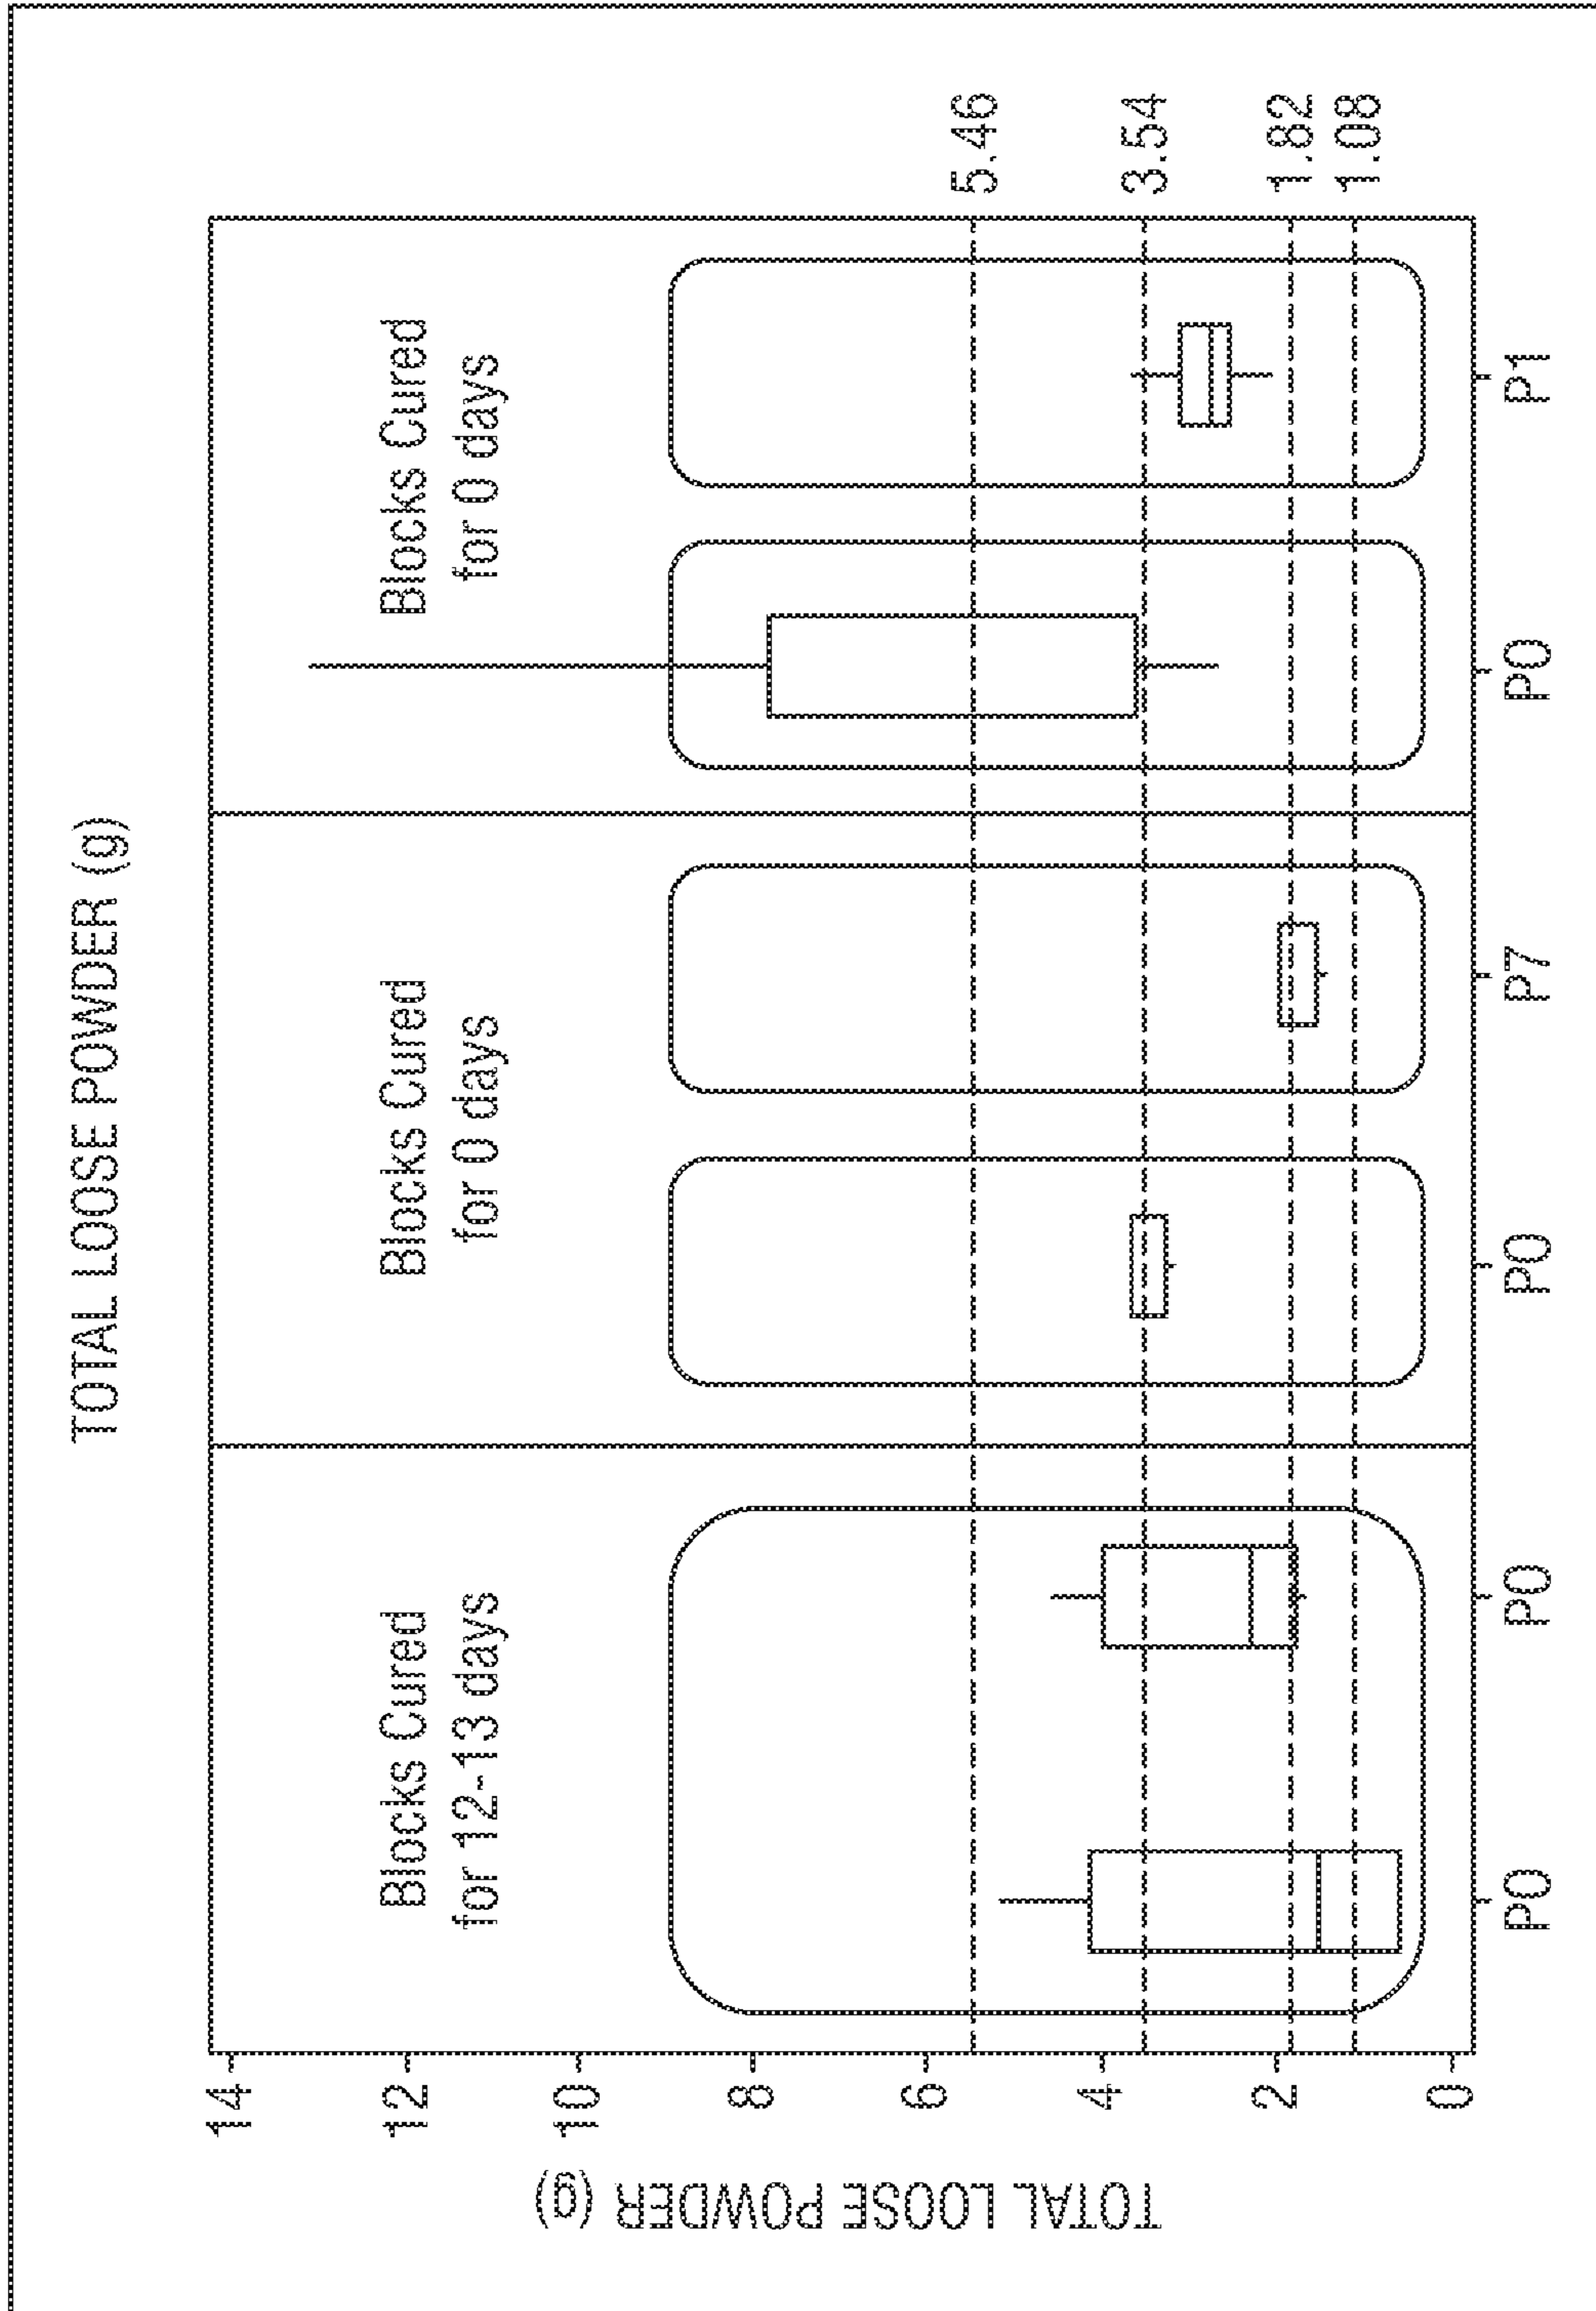 TOTAL LOOSE POWDER (g)
Blocks Cured
for 12-13 days
Blocks Cured
for 0 days
Blocks Cured
for 0 days
TOTAL LOOSE POWDER (g)
14
12
10
8
6
4
2
0
5.46
3.54
1.82
1.08
P0
P0
P0
P7
P0
P1